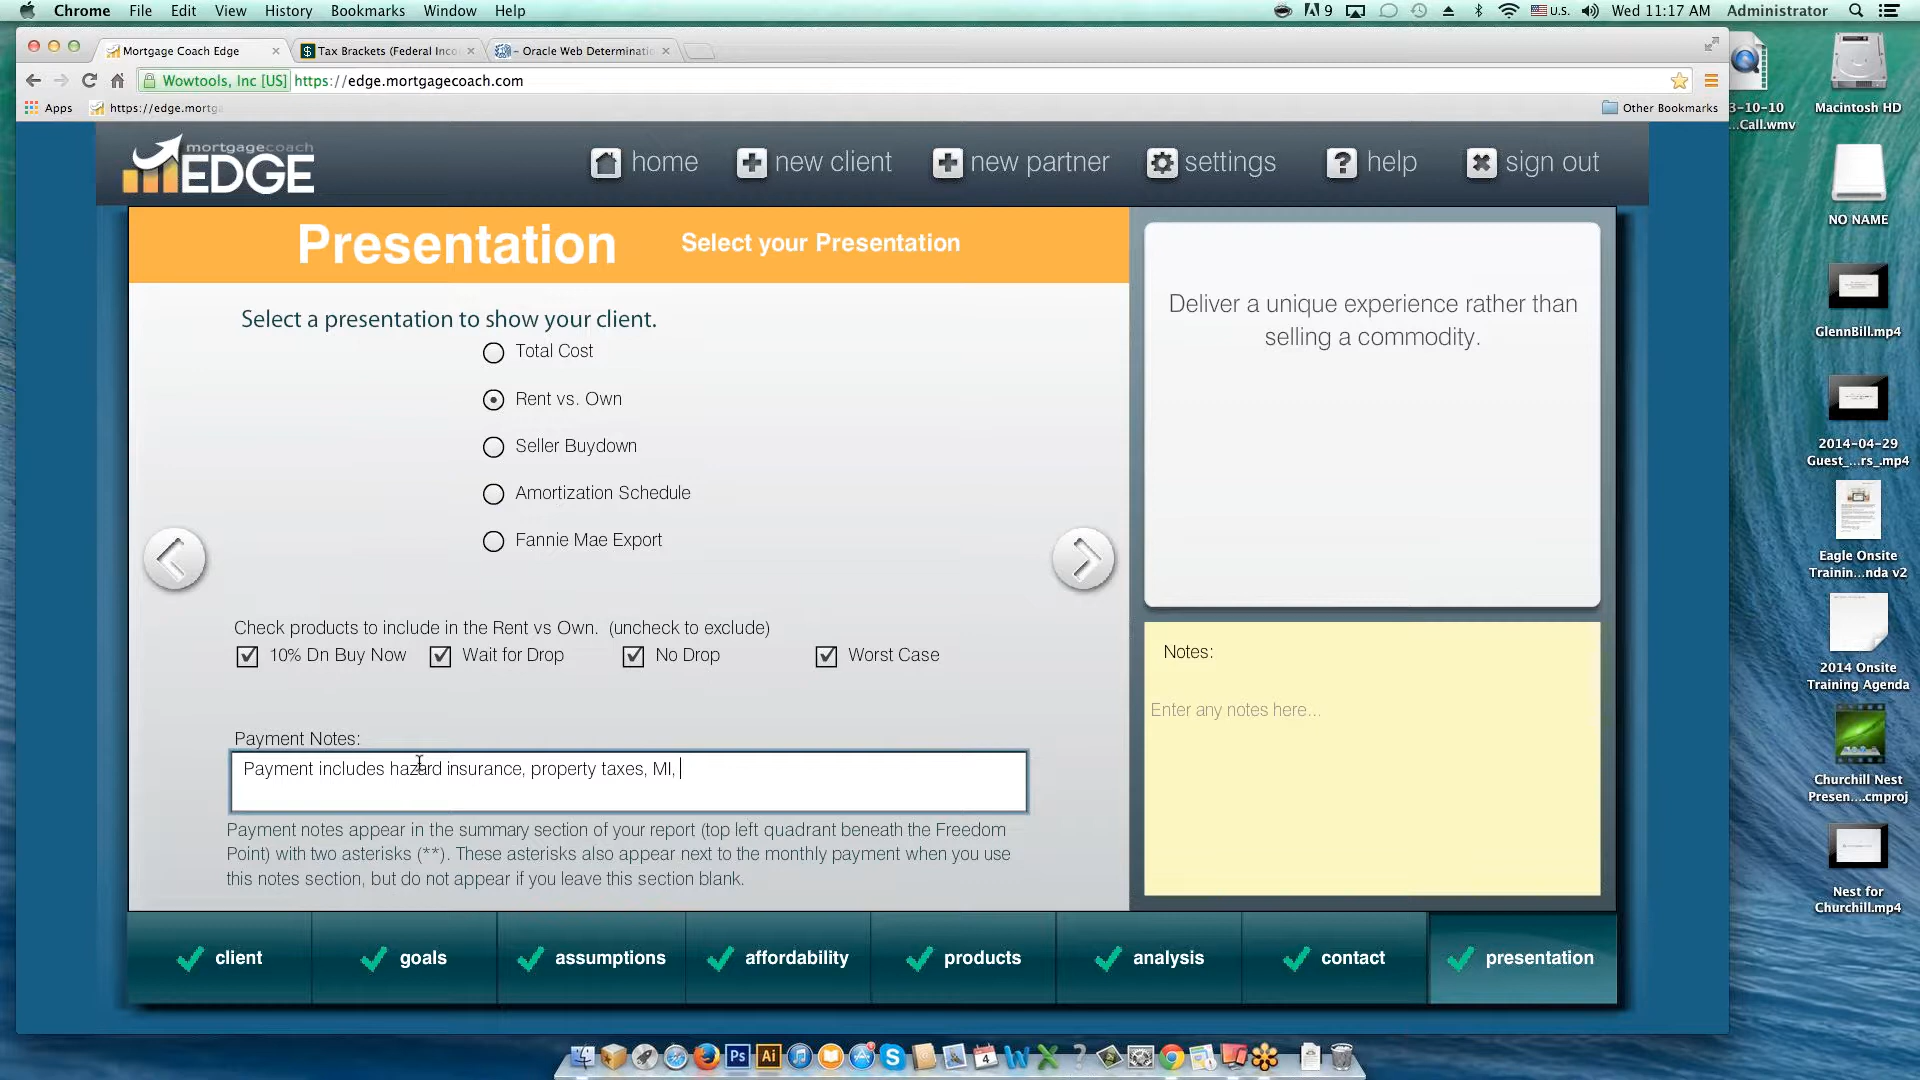 Chrome File Edit View History Bookmarks Window Help
9 U.S. Wed 11:17 AM Administrator
Mortgage Coach Edge
Tax Brackets (Federal Inco
- Oracle Web Determinati
Wowtools, Inc [US] https://edge.mortgagecoach.com
Apps https://edge.mortg
Other Bookmarks
mortgagecoach
EDGE
home new client new partner settings help sign out
Presentation Select your Presentation
Select a presentation to show your client.
Total Cost
Rent vs. Own
Seller Buydown
Amortization Schedule
Fannie Mae Export
Check products to include in the Rent vs Own. (uncheck to exclude)
10% Dn Buy Now Wait for Drop No Drop Worst Case
Payment Notes:
Payment includes hazard insurance, property taxes, MI,
Payment notes appear in the summary section of your report (top left quadrant beneath the Freedom
Point) with two asterisks (**). These asterisks also appear next to the monthly payment when you use
this notes section, but do not appear if you leave this section blank.
Deliver a unique experience rather than
selling a commodity.
Notes:
Enter any notes here...
client goals assumptions affordability products analysis contact presentation
3-10-10
...Call.wmv
Macintosh HD
NO NAME
GlennBill.mp4
2014-04-29
Guest_...rs_.mp4
Eagle Onsite
Trainin...nda v2
2014 Onsite
Training Agenda
Churchill Nest
Presen....cmproj
Nest for
Churchill.mp4
Ps Ai 4